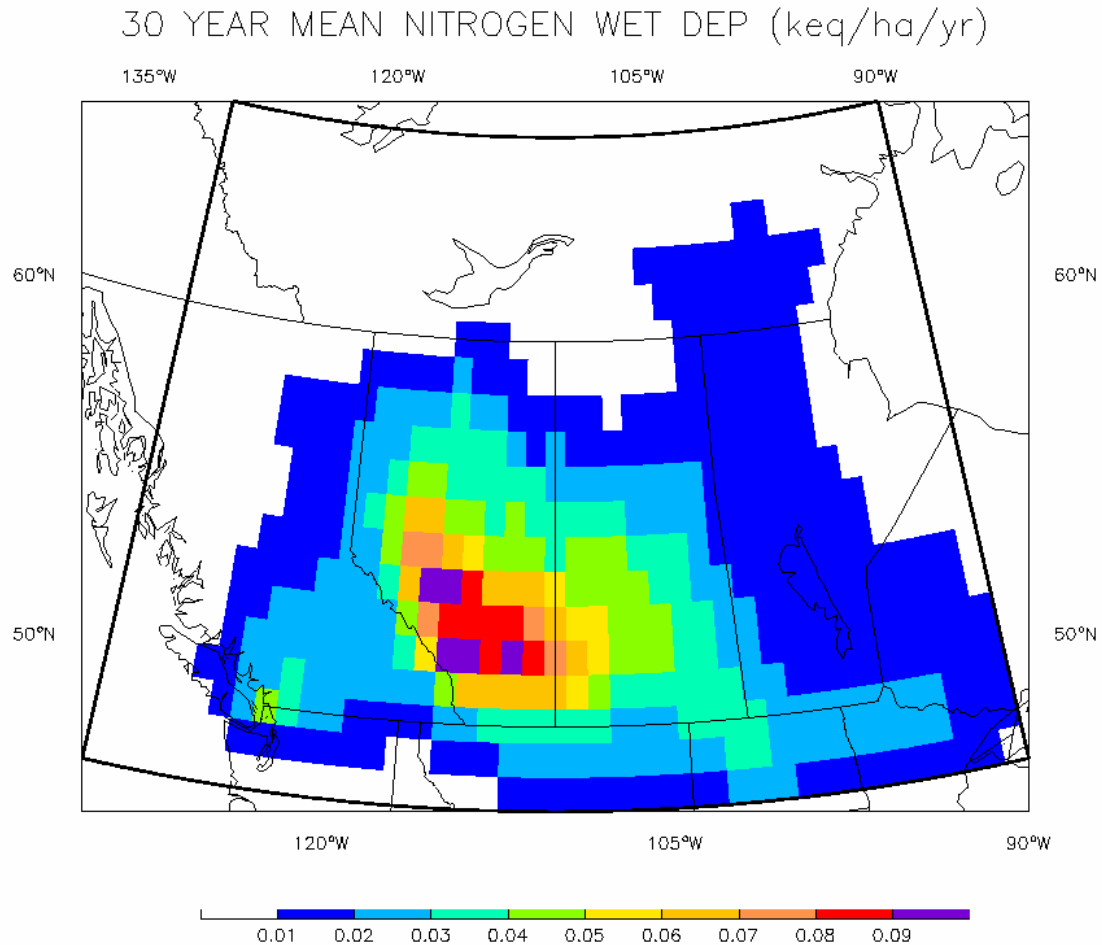 30 YEAR MEAN NITROGEN WET DEP (keq/ha/yr)
135°W 120°W 105°W 90°W
60°N 60°N
50°N 50°N
120°W 105°W 90°W
0.01 0.02 0.03 0.04 0.05 0.06 0.07 0.08 0.09